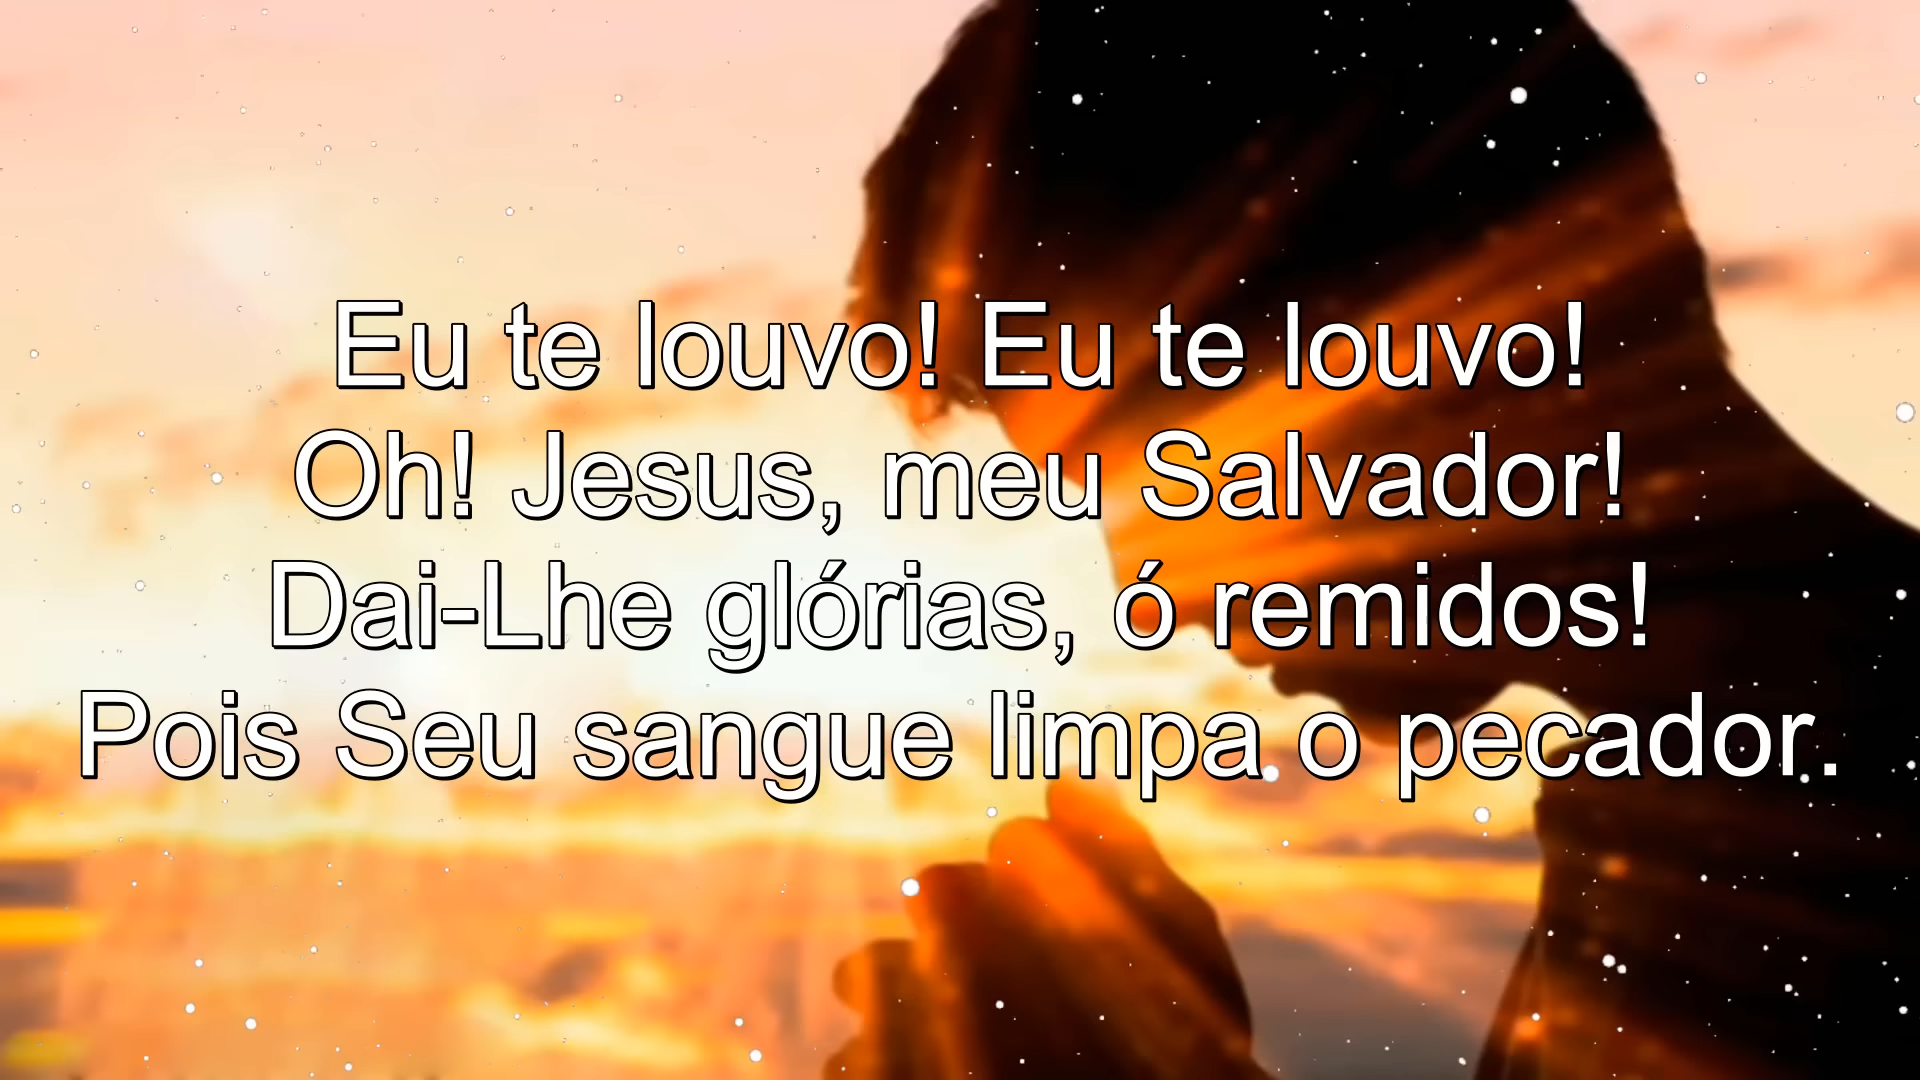 Eu te louvo! Eu te louvo!
Oh! Jesus, meu Salvador!
Dai-Lhe glórias, ó remidos!
Pois Seu sangue limpa o pecador.